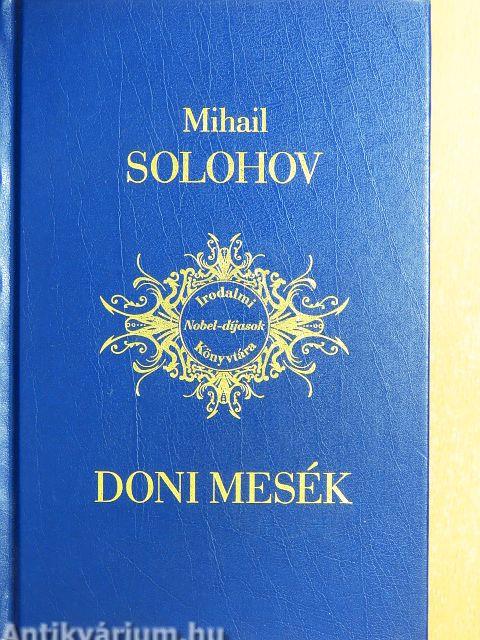 Mihail
SOLOHOV
Irodalmi
Nobel-díjasok
Könyvtára
DONI MESÉK
Antikvárium.hu